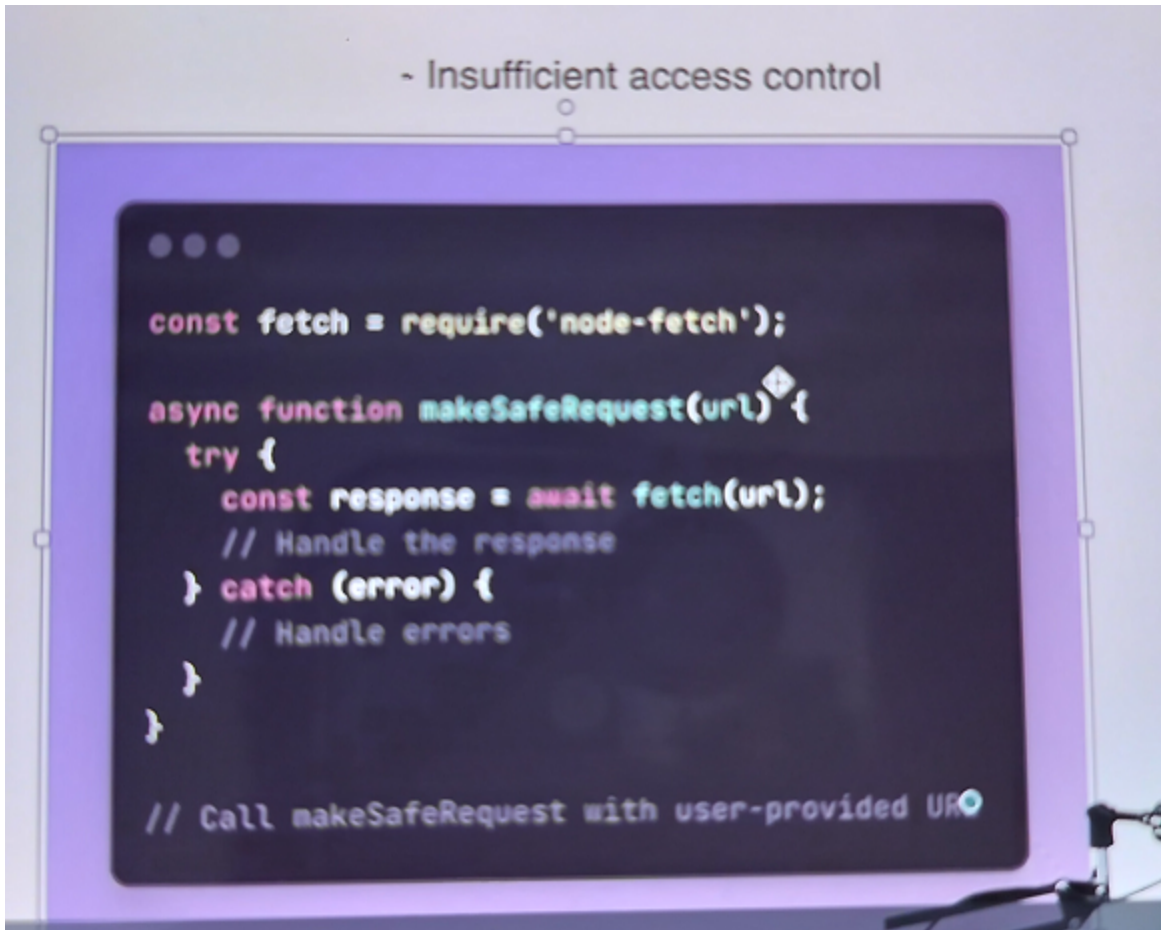 - Insufficient access control
const fetch = require('node-fetch');
async function makeSafeRequest(url) {
try {
const response = await fetch(url);
// Handle the response
} catch (error) {
// Handle errors
}
}
// Call makeSafeRequest with user-provided